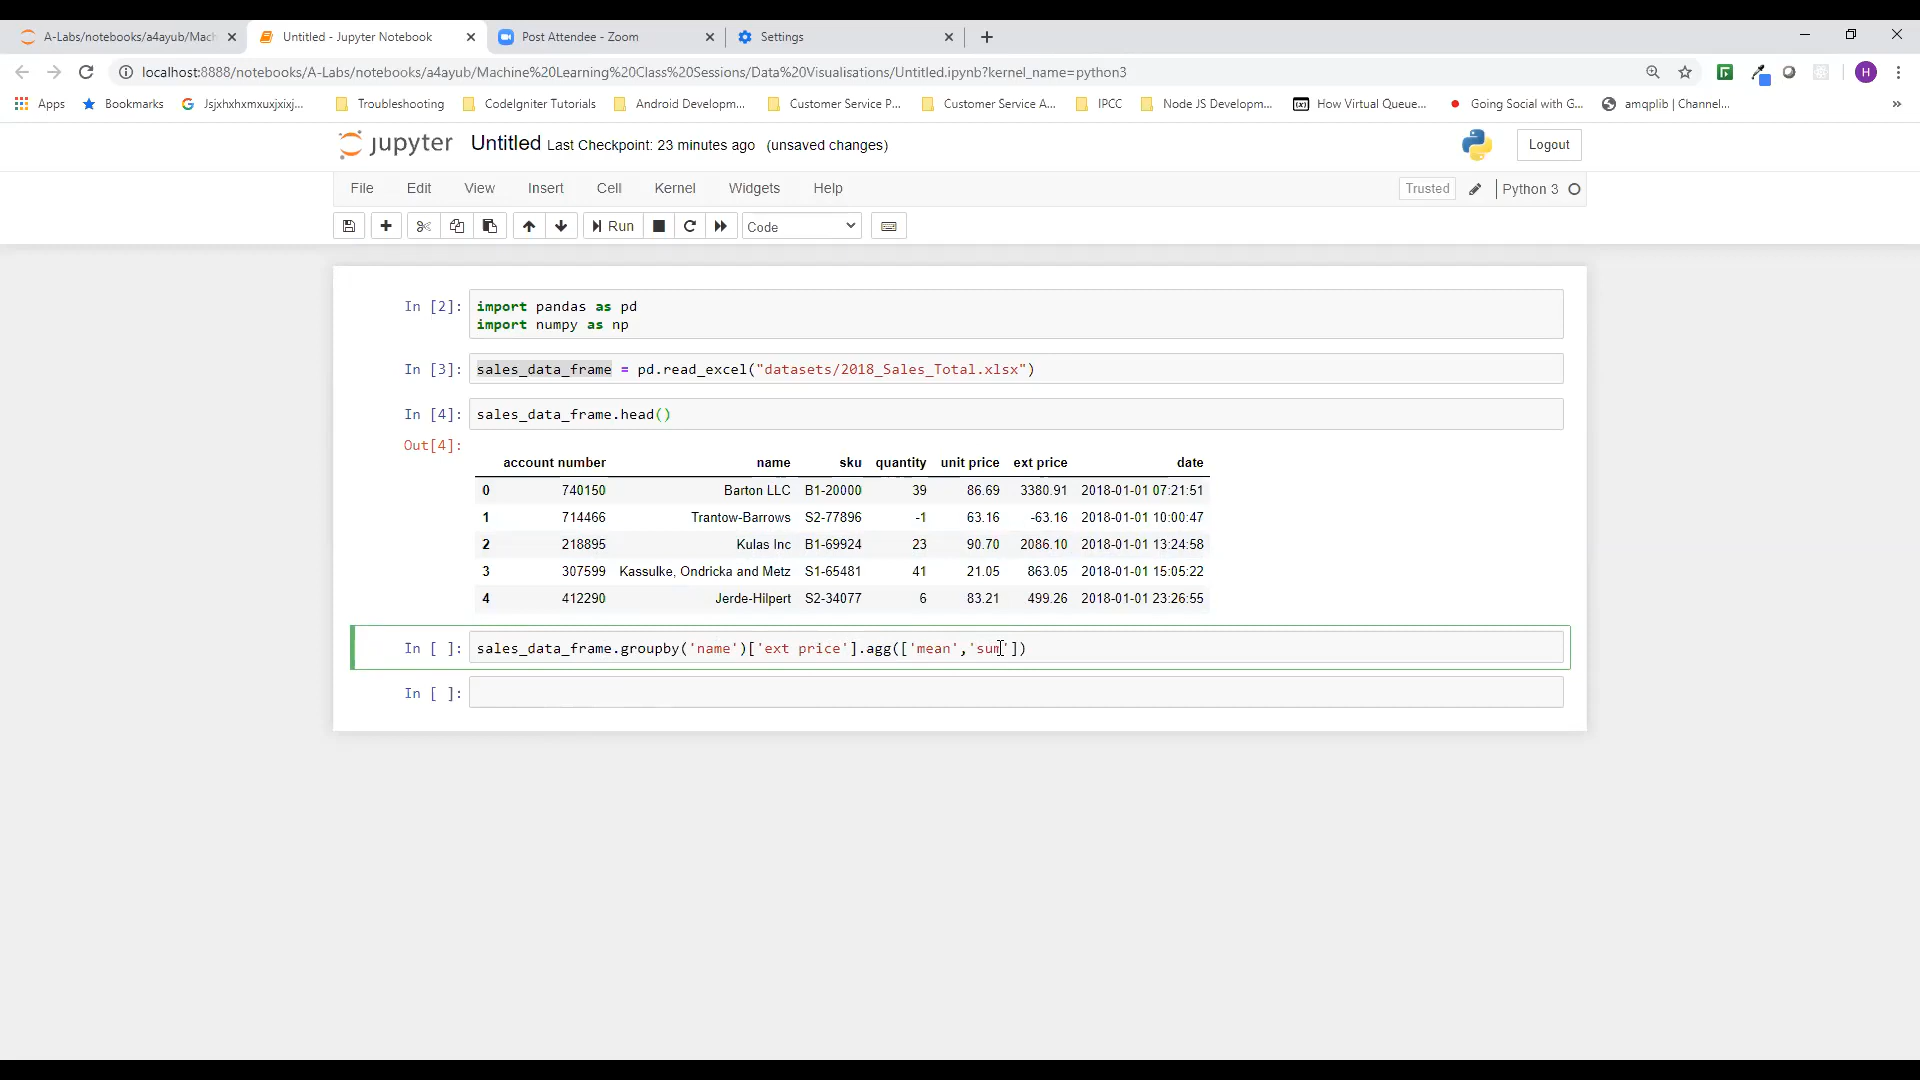 A-Labs/notebooks/a4ayub/Mach
Untitled - Jupyter Notebook
Post Attendee - Zoom
Settings
localhost:8888/notebooks/A-Labs/notebooks/a4ayub/Machine%20Learning%20Class%20Sessions/Data%20Visualisations/Untitled.ipynb?kernel_name=python3
H
Apps
Bookmarks
Jsjxhxhxmxuxjxixj...
Troubleshooting
CodeIgniter Tutorials
Android Developm...
Customer Service P...
Customer Service A...
IPCC
Node JS Developm...
How Virtual Queue...
Going Social with G...
amqplib | Channel...
jupyter Untitled Last Checkpoint: 23 minutes ago (unsaved changes)
Logout
File Edit View Insert Cell Kernel Widgets Help
Trusted
Python 3
Run
Code
In [2]: import pandas as pd
import numpy as np
In [3]: sales_data_frame = pd.read_excel("datasets/2018_Sales_Total.xlsx")
In [4]: sales_data_frame.head()
Out[4]:
account number name sku quantity unit price ext price date
0 740150 Barton LLC B1-20000 39 86.69 3380.91 2018-01-01 07:21:51
1 714466 Trantow-Barrows S2-77896 -1 63.16 -63.16 2018-01-01 10:00:47
2 218895 Kulas Inc B1-69924 23 90.70 2086.10 2018-01-01 13:24:58
3 307599 Kassulke, Ondricka and Metz S1-65481 41 21.05 863.05 2018-01-01 15:05:22
4 412290 Jerde-Hilpert S2-34077 6 83.21 499.26 2018-01-01 23:26:55
In [ ]: sales_data_frame.groupby('name')['ext price'].agg(['mean','sum'])
In [ ]: